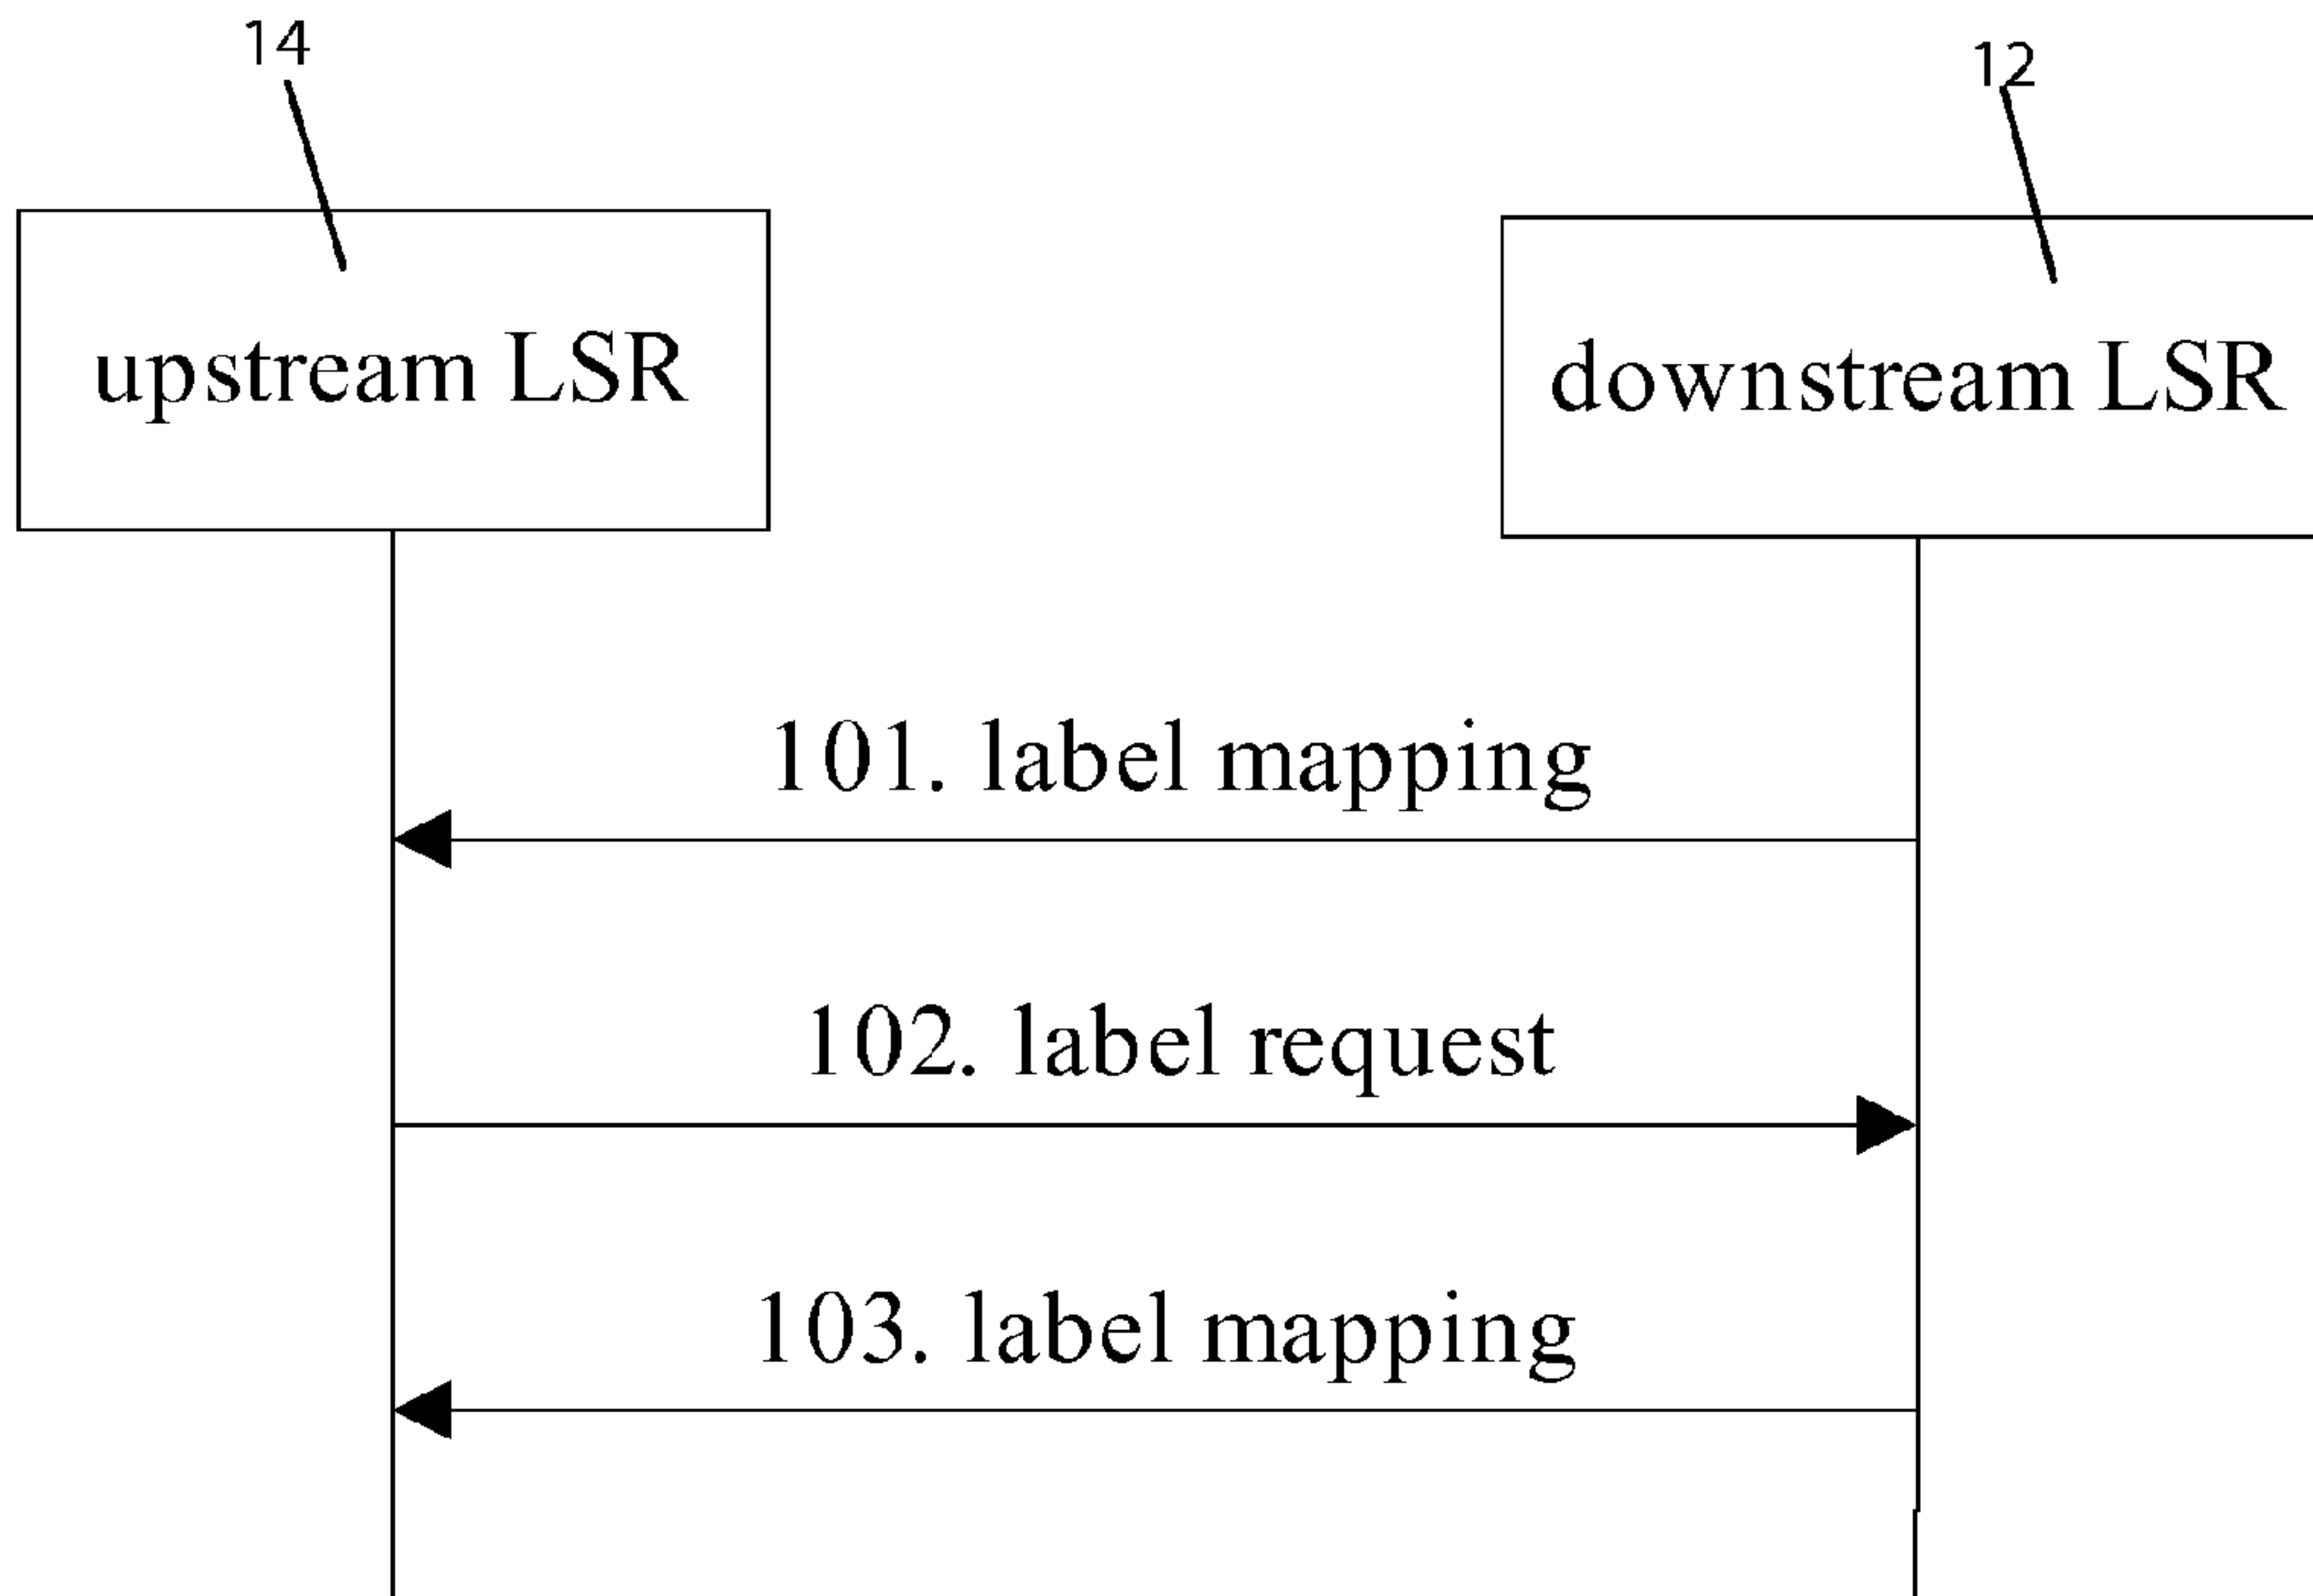 14
12
upstream LSR
downstream LSR
101. label mapping
102. label request
103. label mapping